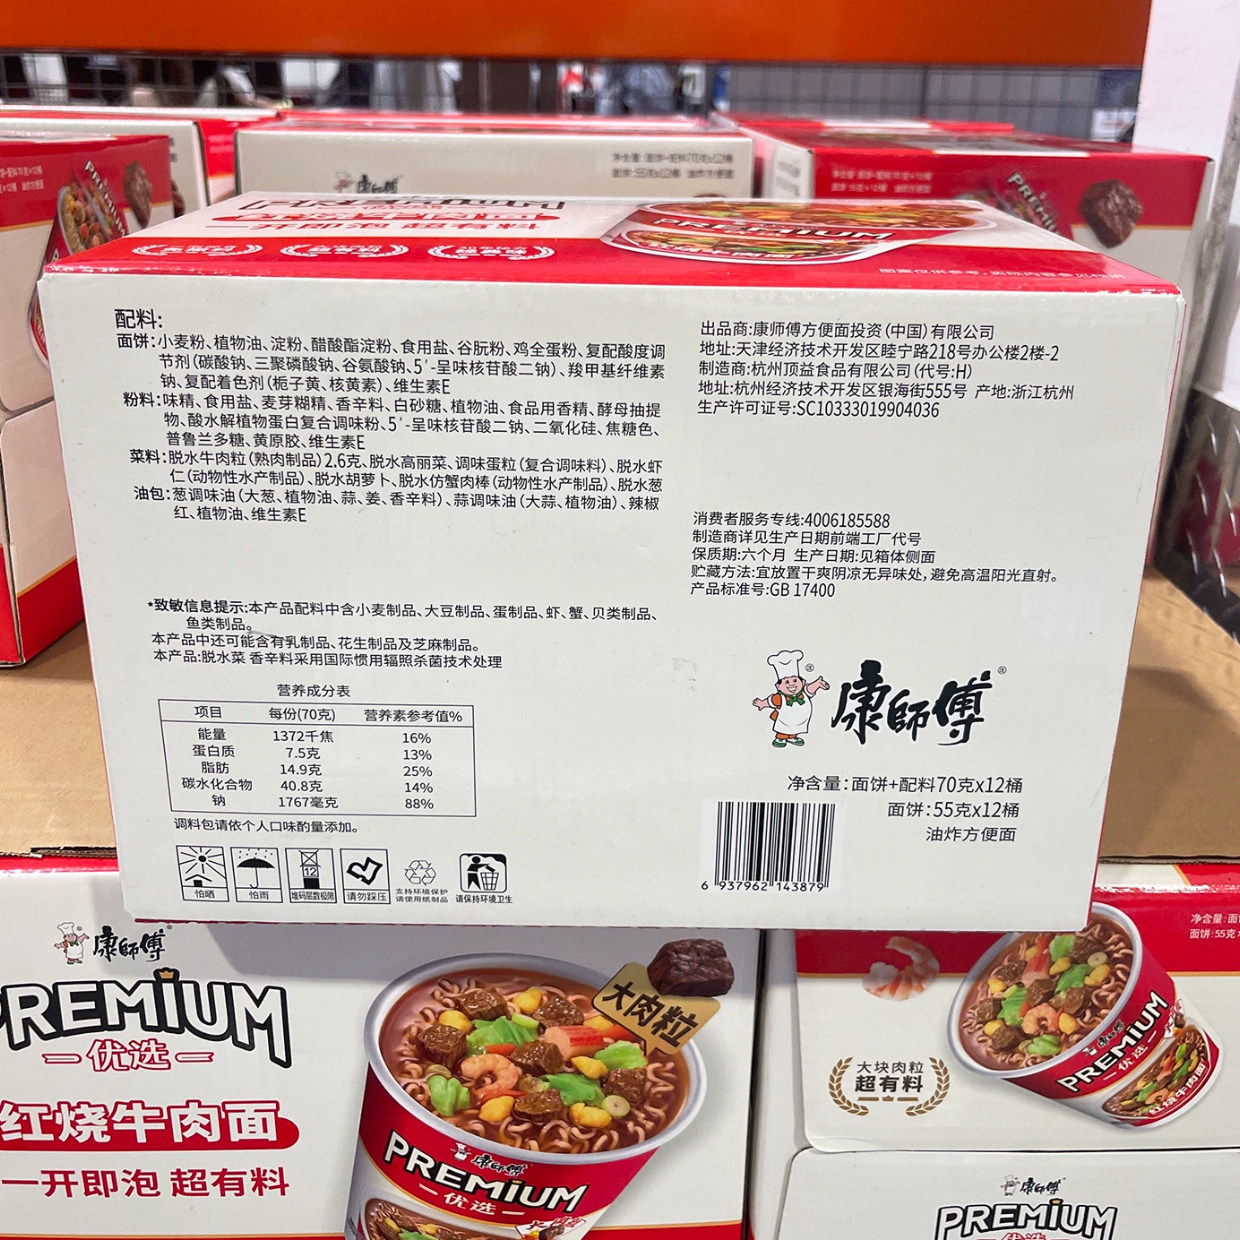 康師傅
PREMIUM
配料:
面饼:小麦粉、植物油、淀粉、醋酸酯淀粉、食用盐、谷朊粉、鸡全蛋粉、复配酸度调
节剂(碳酸钠、三聚磷酸钠、谷氨酸钠、5'-呈味核苷酸二钠)、羧甲基纤维素
钠、复配着色剂(栀子黄、核黄素)、维生素E
粉料:味精、食用盐、麦芽糊精、香辛料、白砂糖、植物油、食品用香精、酵母抽提
物、酸水解植物蛋白复合调味粉、5'-呈味核苷酸二钠、二氧化硅、焦糖色、
普鲁兰多糖、黄原胶、维生素E
菜料:脱水牛肉粒(熟肉制品)2.6克、脱水高丽菜、调味蛋粒(复合调味料)、脱水虾
仁(动物性水产制品)、脱水胡萝卜、脱水仿蟹肉棒(动物性水产制品)、脱水葱
油包:葱调味油(大葱、植物油、蒜、姜、香辛料)、蒜调味油(大蒜、植物油)、辣椒
红、植物油、维生素E
*致敏信息提示:本产品配料中含小麦制品、大豆制品、蛋制品、虾、蟹、贝类制品、
鱼类制品。
本产品中还可能含有乳制品、花生制品及芝麻制品。
本产品:脱水菜 香辛料采用国际惯用辐照杀菌技术处理
营养成分表
项目 每份(70克) 营养素参考值%
能量 1372千焦 16%
蛋白质 7.5克 13%
脂肪 14.9克 25%
碳水化合物 40.8克 14%
钠 1767毫克 88%
调料包请依个人口味酌量添加。
怕晒
怕雨
12
堆码层数极限
请勿踩压
支持环境保护
请使用纸制品
请保持环境卫生
出品商:康师傅方便面投资(中国)有限公司
地址:天津经济技术开发区睦宁路218号办公楼2楼-2
制造商:杭州顶益食品有限公司(代号:H)
地址:杭州经济技术开发区银海街555号 产地:浙江杭州
生产许可证号:SC10333019904036
消费者服务专线:4006185588
制造商详见生产日期前端工厂代号
保质期:六个月 生产日期:见箱体侧面
贮藏方法:宜放置干爽阴凉无异味处,避免高温阳光直射。
产品标准号:GB 17400
康師傅
净含量:面饼+配料70克x12桶
面饼:55克x12桶
油炸方便面
6 937962 143879
康師傅
PREMIUM
优选
红烧牛肉面
一开即泡 超有料
大肉粒
康師傅
PREMIUM
优选
大块肉粒
超有料
PREMIUM
优选
红烧牛肉面
康師傅
PREMIUM